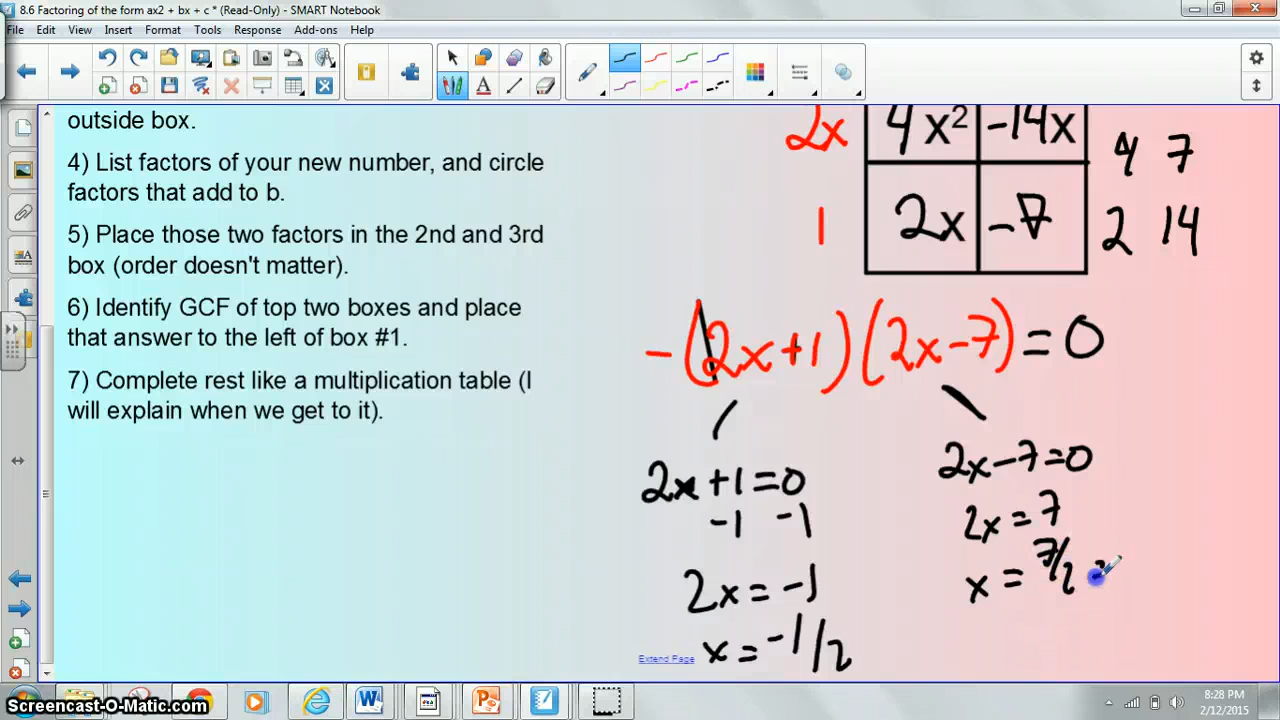 8.6 Factoring of the form ax2 + bx + c * (Read-Only) - SMART Notebook
File Edit View Insert Format Tools Response Add-ons Help
outside box.
4) List factors of your new number, and circle
factors that add to b.
5) Place those two factors in the 2nd and 3rd
box (order doesn't matter).
6) Identify GCF of top two boxes and place
that answer to the left of box #1.
7) Complete rest like a multiplication table (I
will explain when we get to it).
2x 4x² -14x 4 7
1 2x -7 2 14
-(2x+1)(2x-7)=0
2x+1=0
-1 -1
2x=-1
x=-1/2
2x-7=0
2x=7
x=7/2
Extend Page
Screencast-O-Matic.com
8:28 PM
2/12/2015